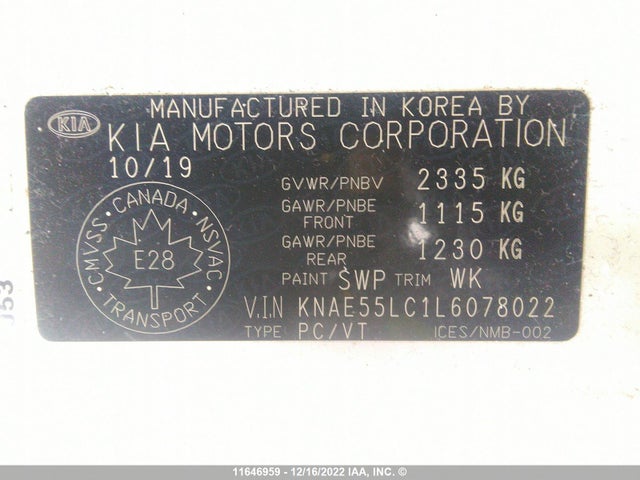 MANUFACTURED IN KOREA BY
KIA
KIA MOTORS CORPORATION
10/19
GVWR/PNBV 2335 KG
GAWR/PNBE FRONT 1115 KG
GAWR/PNBE REAR 1230 KG
PAINT SWP TRIM WK
V.I.N KNAE55LC1L6078022
TYPE PC/VT ICES/NMB-002
CANADA
CMVSS · NSVAC
E28
TRANSPORT
11646959 - 12/16/2022 IAA, INC. ©